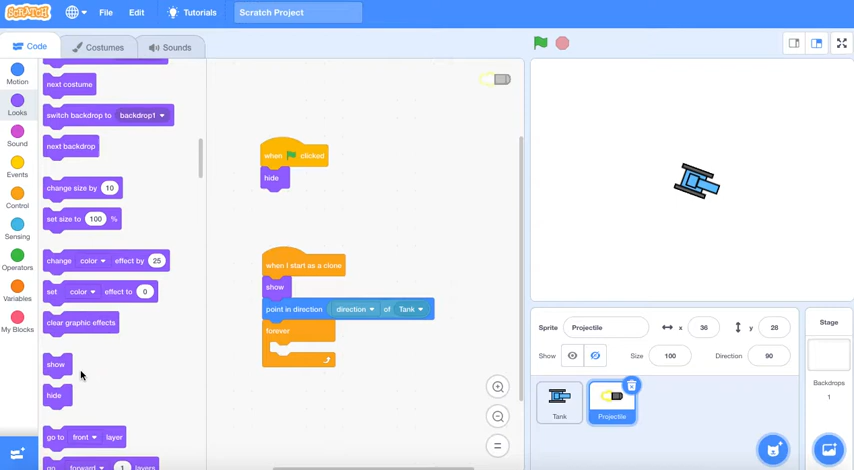 SCRATCH File Edit Tutorials Scratch Project
Code Costumes Sounds
Motion
Looks
Sound
Events
Control
Sensing
Operators
Variables
My Blocks
next costume
switch backdrop to backdrop1
next backdrop
change size by 10
set size to 100 %
change color effect by 25
set color effect to 0
clear graphic effects
show
hide
go to front layer
go forward 1 layers
when clicked
hide
when I start as a clone
show
point in direction direction of Tank
forever
Sprite Projectile x 36 y 28
Show Size 100 Direction 90
Tank
Projectile
Stage
Backdrops
1